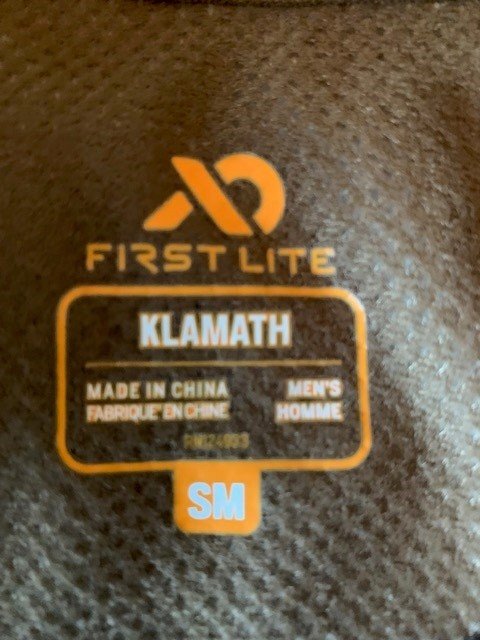 FIRST LITE
KLAMATH
MADE IN CHINA
FABRIQUÉ EN CHINE
MEN'S
HOMME
SM